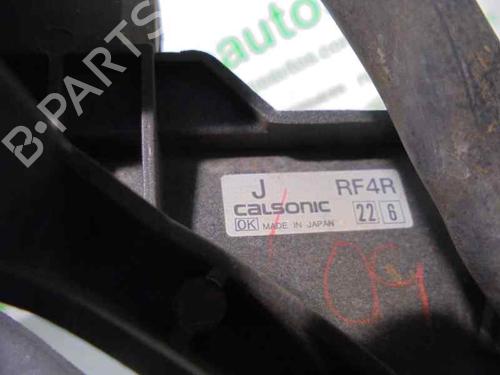 auto
B-PARTS
J RF4R
CALSONIC 22 6
OK MADE IN JAPAN
09